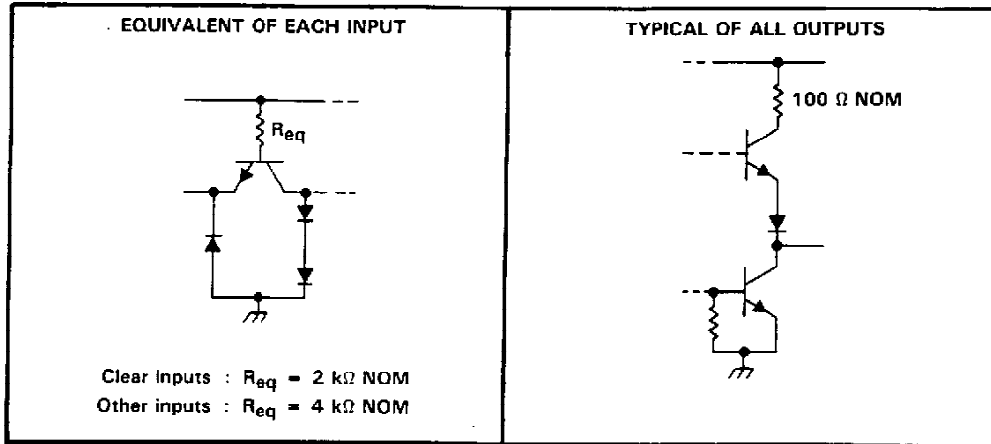 EQUIVALENT OF EACH INPUT
Req
Clear Inputs : Req = 2 kΩ NOM
Other inputs : Req = 4 kΩ NOM
TYPICAL OF ALL OUTPUTS
100 Ω NOM